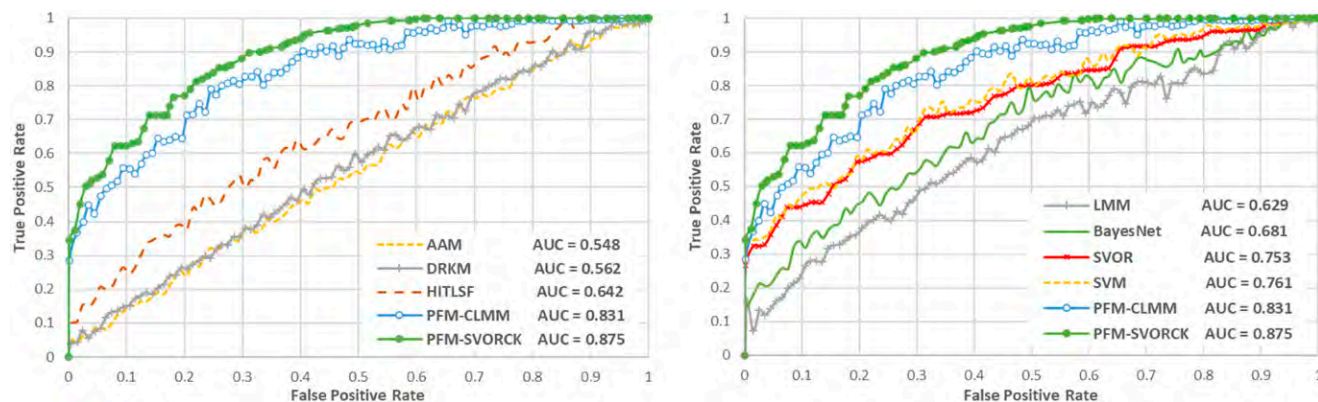 1
0.9
0.8
0.7
0.6
0.5
0.4
0.3
0.2
0.1
0
True Positive Rate
AAM AUC = 0.548
DRKM AUC = 0.562
HITLSF AUC = 0.642
PFM-CLMM AUC = 0.831
PFM-SVORCK AUC = 0.875
0 0.1 0.2 0.3 0.4 0.5 0.6 0.7 0.8 0.9 1
False Positive Rate
1
0.9
0.8
0.7
0.6
0.5
0.4
0.3
0.2
0.1
0
True Positive Rate
LMM AUC = 0.629
BayesNet AUC = 0.681
SVOR AUC = 0.753
SVM AUC = 0.761
PFM-CLMM AUC = 0.831
PFM-SVORCK AUC = 0.875
0 0.1 0.2 0.3 0.4 0.5 0.6 0.7 0.8 0.9 1
False Positive Rate